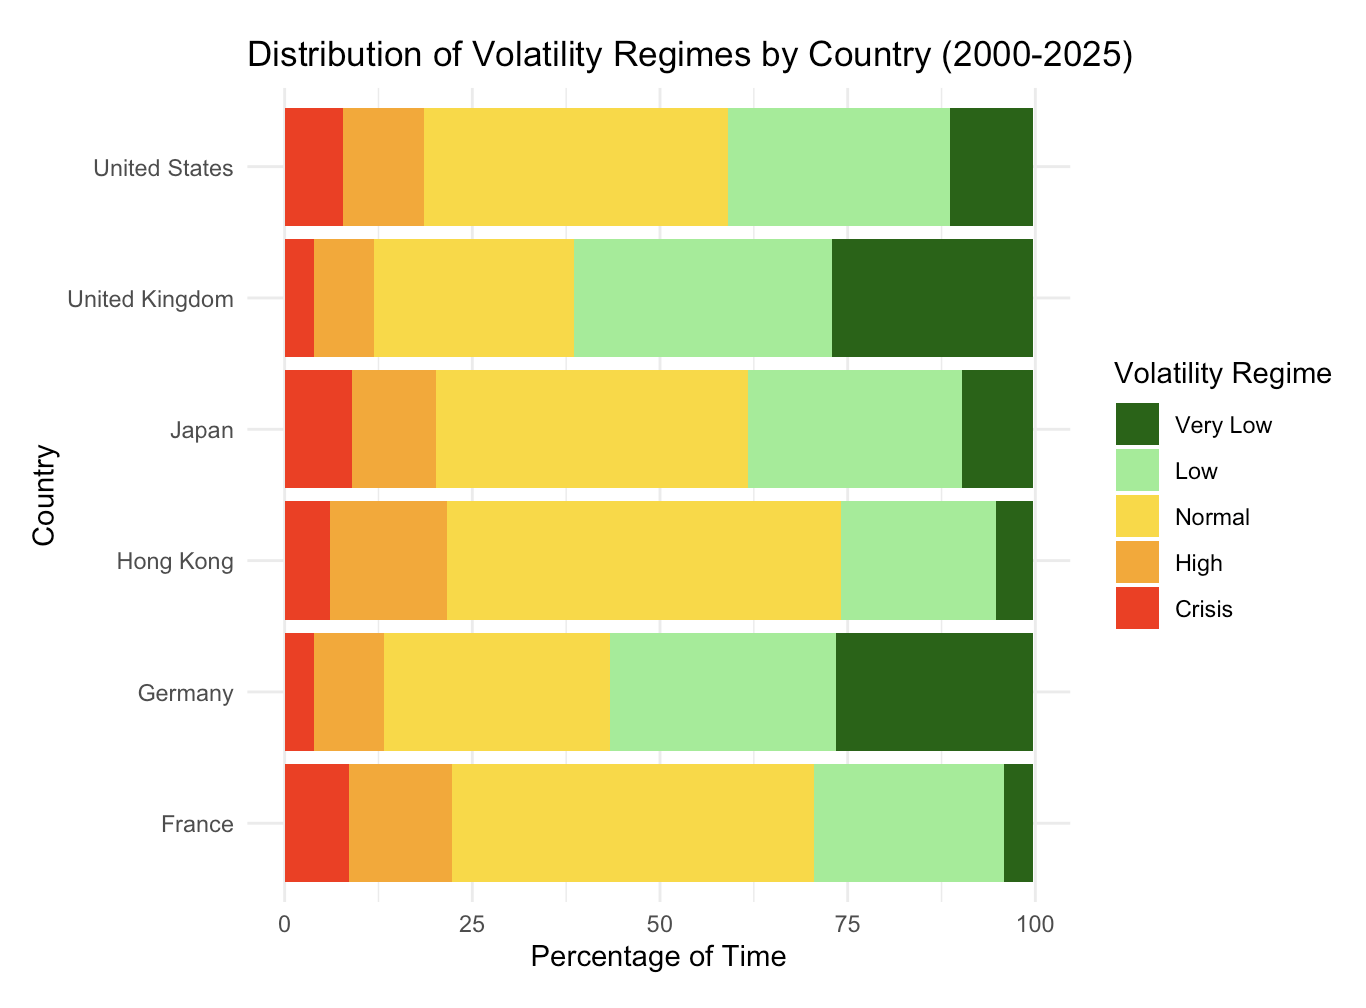 Distribution of Volatility Regimes by Country (2000-2025)
United States
United Kingdom
Japan
Hong Kong
Germany
France
Country
0 25 50 75 100
Percentage of Time
Volatility Regime
Very Low
Low
Normal
High
Crisis